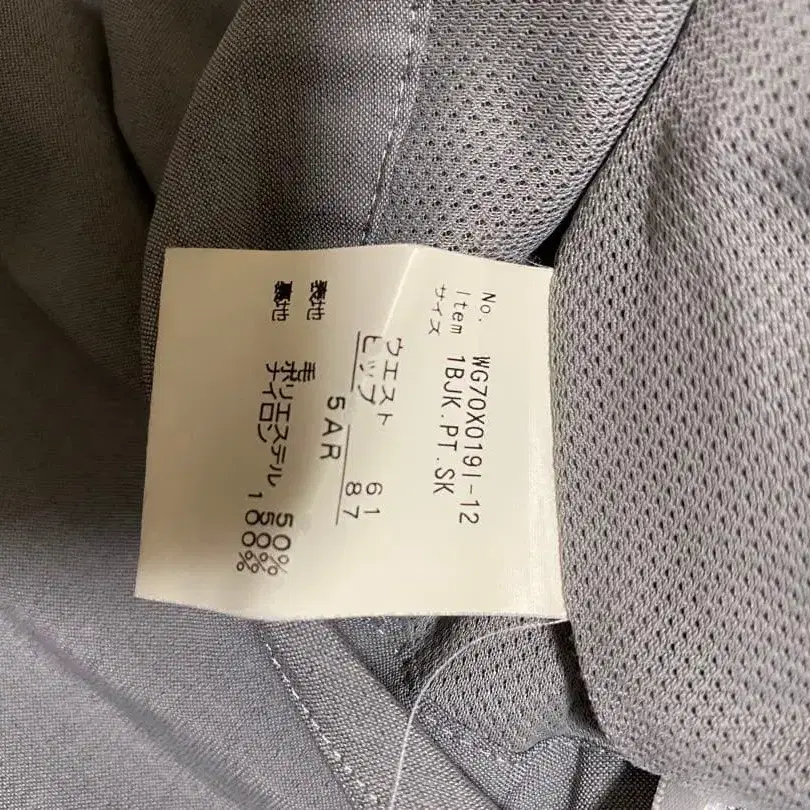 No. WG70X0191-12
Item 1BJK.PT.SK
サイズ
ウエスト 61
ヒップ 87
5AR
表地 毛 50%
ポリエステル 50%
裏地 ナイロン 100%